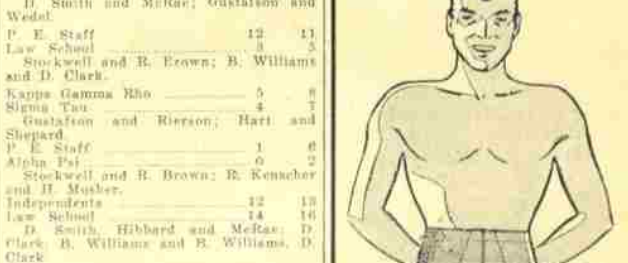 D. Smith and McRae; Gustafson and
Wedel.
P. E. Staff 12 11
Law School 3 5
Stockwell and R. Brown; B. Williams
and D. Clark.
Kappa Gamma Rho 5 8
Sigma Tau 4 7
Gustafson and Rierson; Hart and
Shepard.
P. E. Staff 1 6
Alpha Psi 0 2
Stockwell and R. Brown; R. Kenscher
and H. Mosher.
Independents 12 13
Law School 14 16
D. Smith, Hibbard and McRae; D.
Clark, B. Williams and B. Williams, D.
Clark